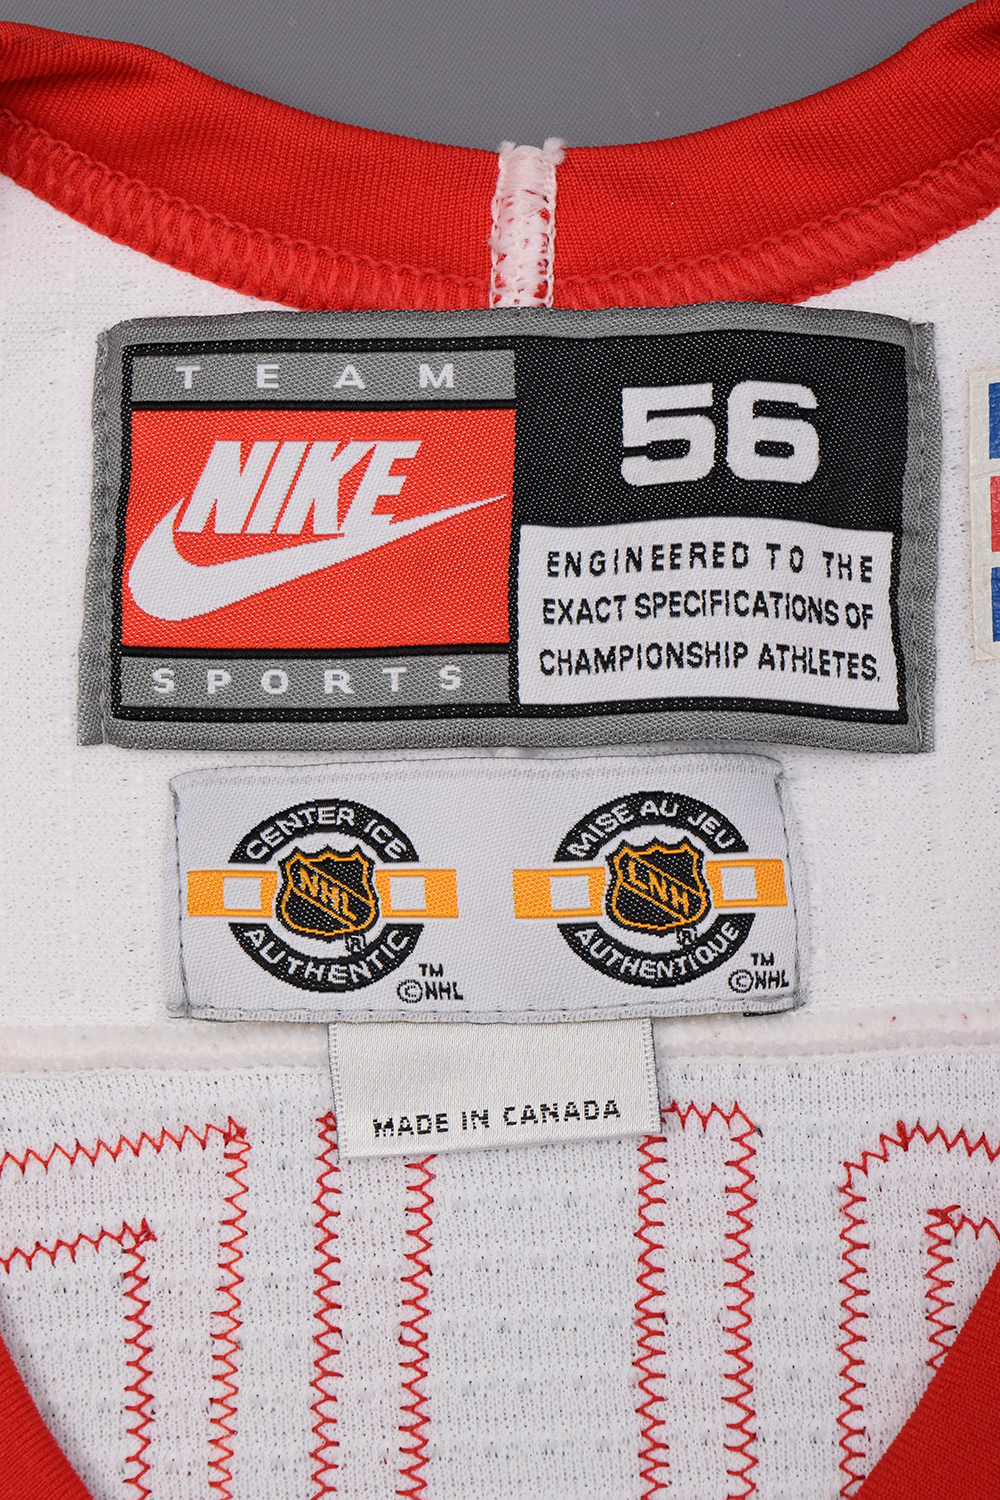 TEAM
NIKE
SPORTS
56
ENGINEERED TO THE
EXACT SPECIFICATIONS OF
CHAMPIONSHIP ATHLETES.
CENTER ICE
NHL
AUTHENTIC
®
TM
©NHL
MISE AU JEU
LNH
AUTHENTIQUE
®
TM
©NHL
MADE IN CANADA